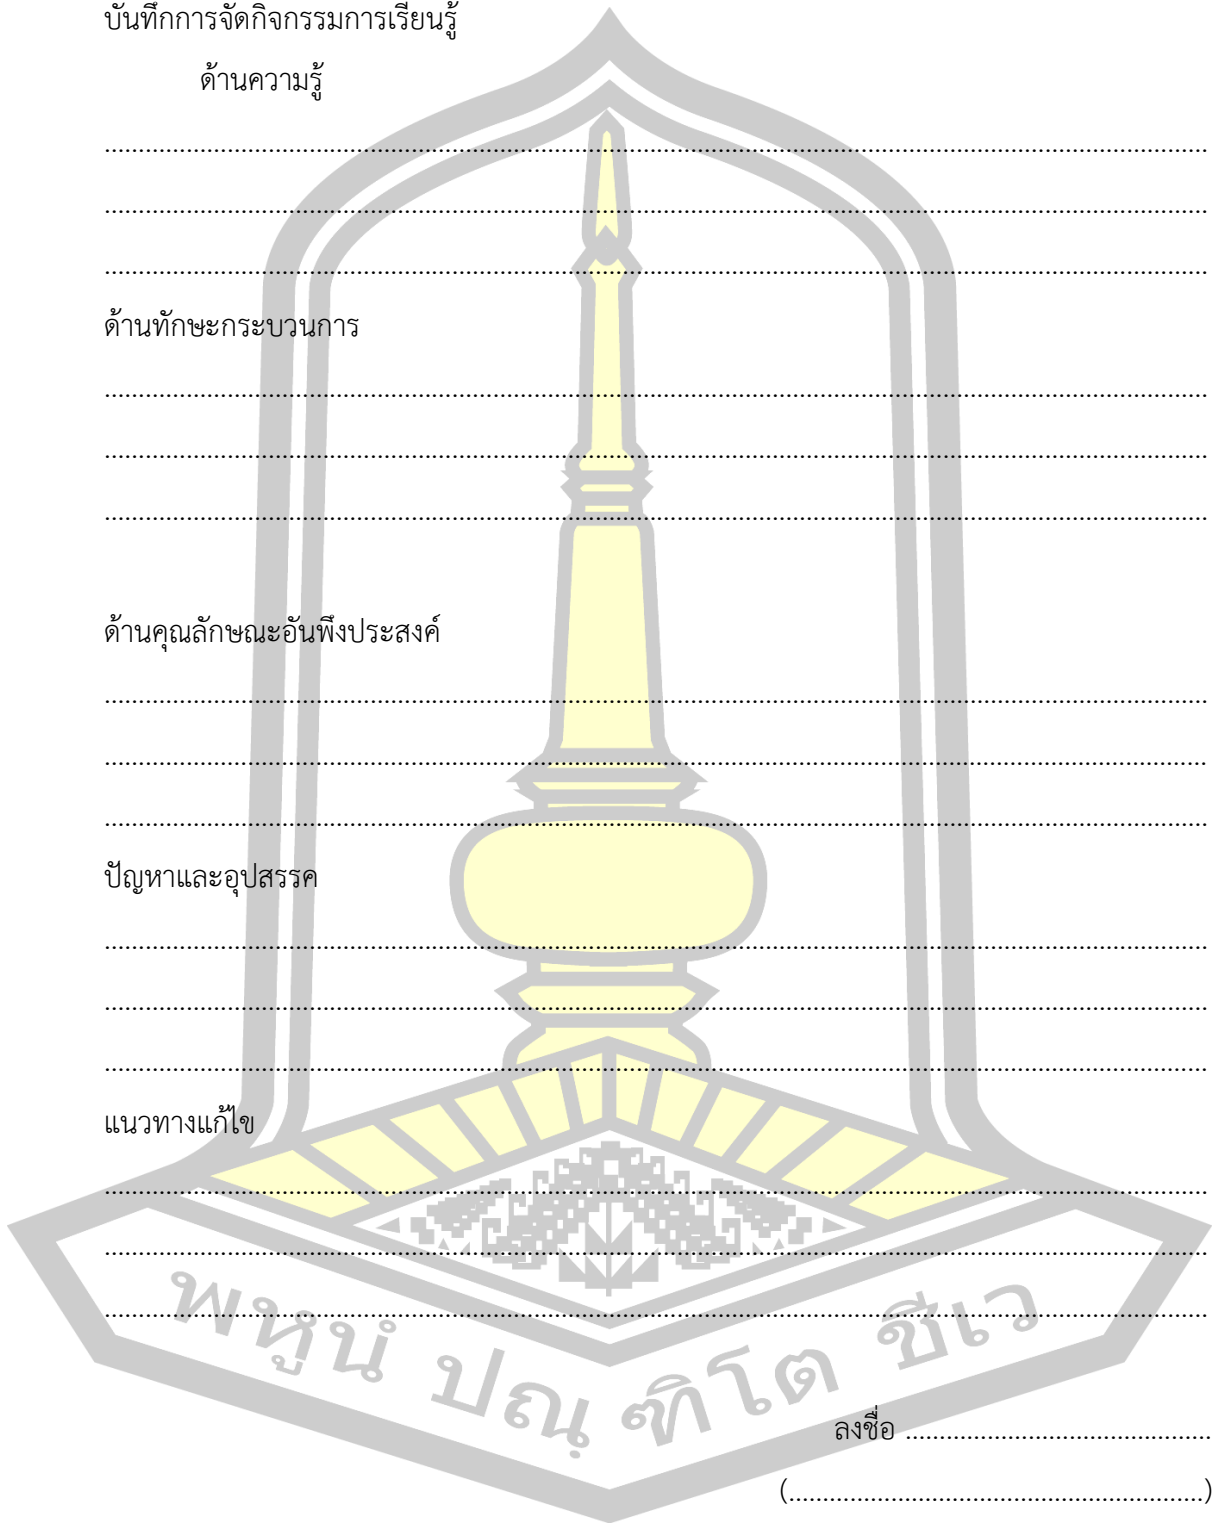 บันทึกการจัดกิจกรรมการเรียนรู้
ด้านความรู้
................................................................................
................................................................................
................................................................................
ด้านทักษะกระบวนการ
................................................................................
................................................................................
................................................................................
ด้านคุณลักษณะอันพึงประสงค์
................................................................................
................................................................................
................................................................................
ปัญหาและอุปสรรค
................................................................................
................................................................................
................................................................................
แนวทางแก้ไข
................................................................................
................................................................................
................................................................................
พหูนํ ปณฺฑิโต ชีเว
ลงชื่อ .............................................
(.............................................................)